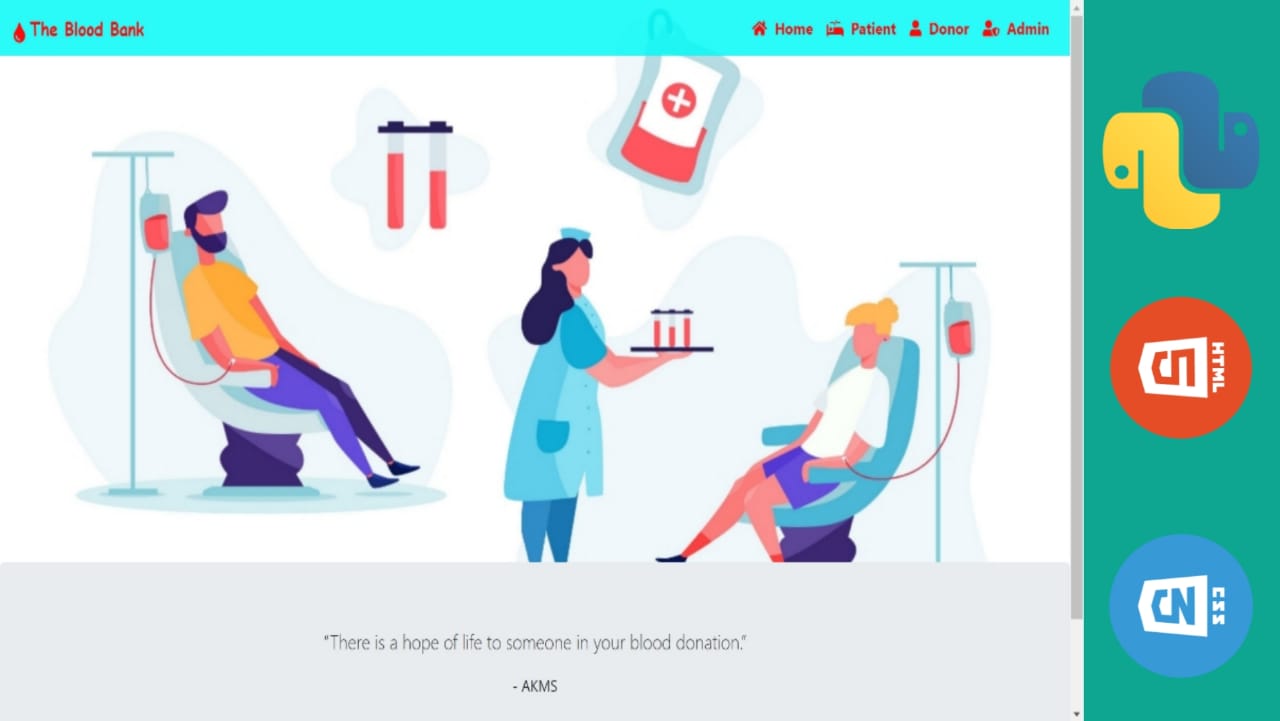 The Blood Bank
Home Patient Donor Admin
“There is a hope of life to someone in your blood donation.”
- AKMS
HTML
CSS